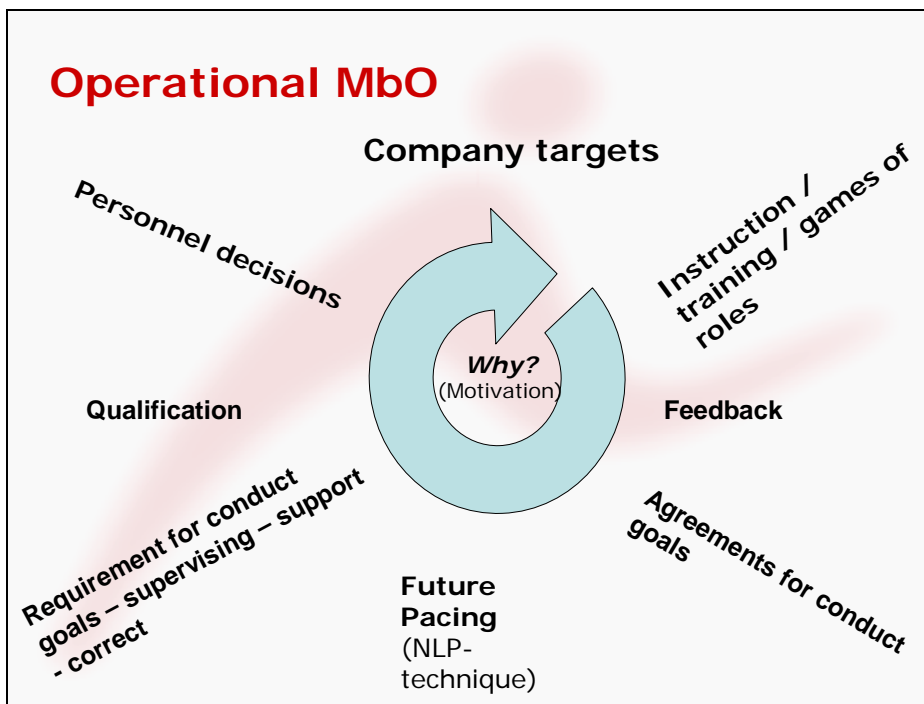 Operational MbO
Company targets
Personnel decisions
Instruction /
training / games of
roles
Why?
(Motivation)
Qualification
Feedback
Requirement for conduct
goals – supervising – support
- correct
Agreements for conduct
goals
Future
Pacing
(NLP-
technique)